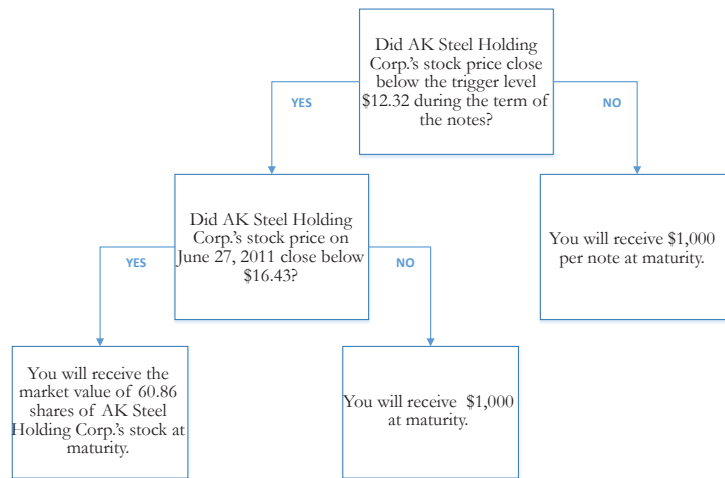 Did AK Steel Holding
Corp.'s stock price close
below the trigger level
$12.32 during the term of
the notes?
YES
NO
Did AK Steel Holding
Corp.'s stock price on
June 27, 2011 close below
$16.43?
You will receive $1,000
per note at maturity.
YES
NO
You will receive the
market value of 60.86
shares of AK Steel
Holding Corp.'s stock at
maturity.
You will receive $1,000
at maturity.